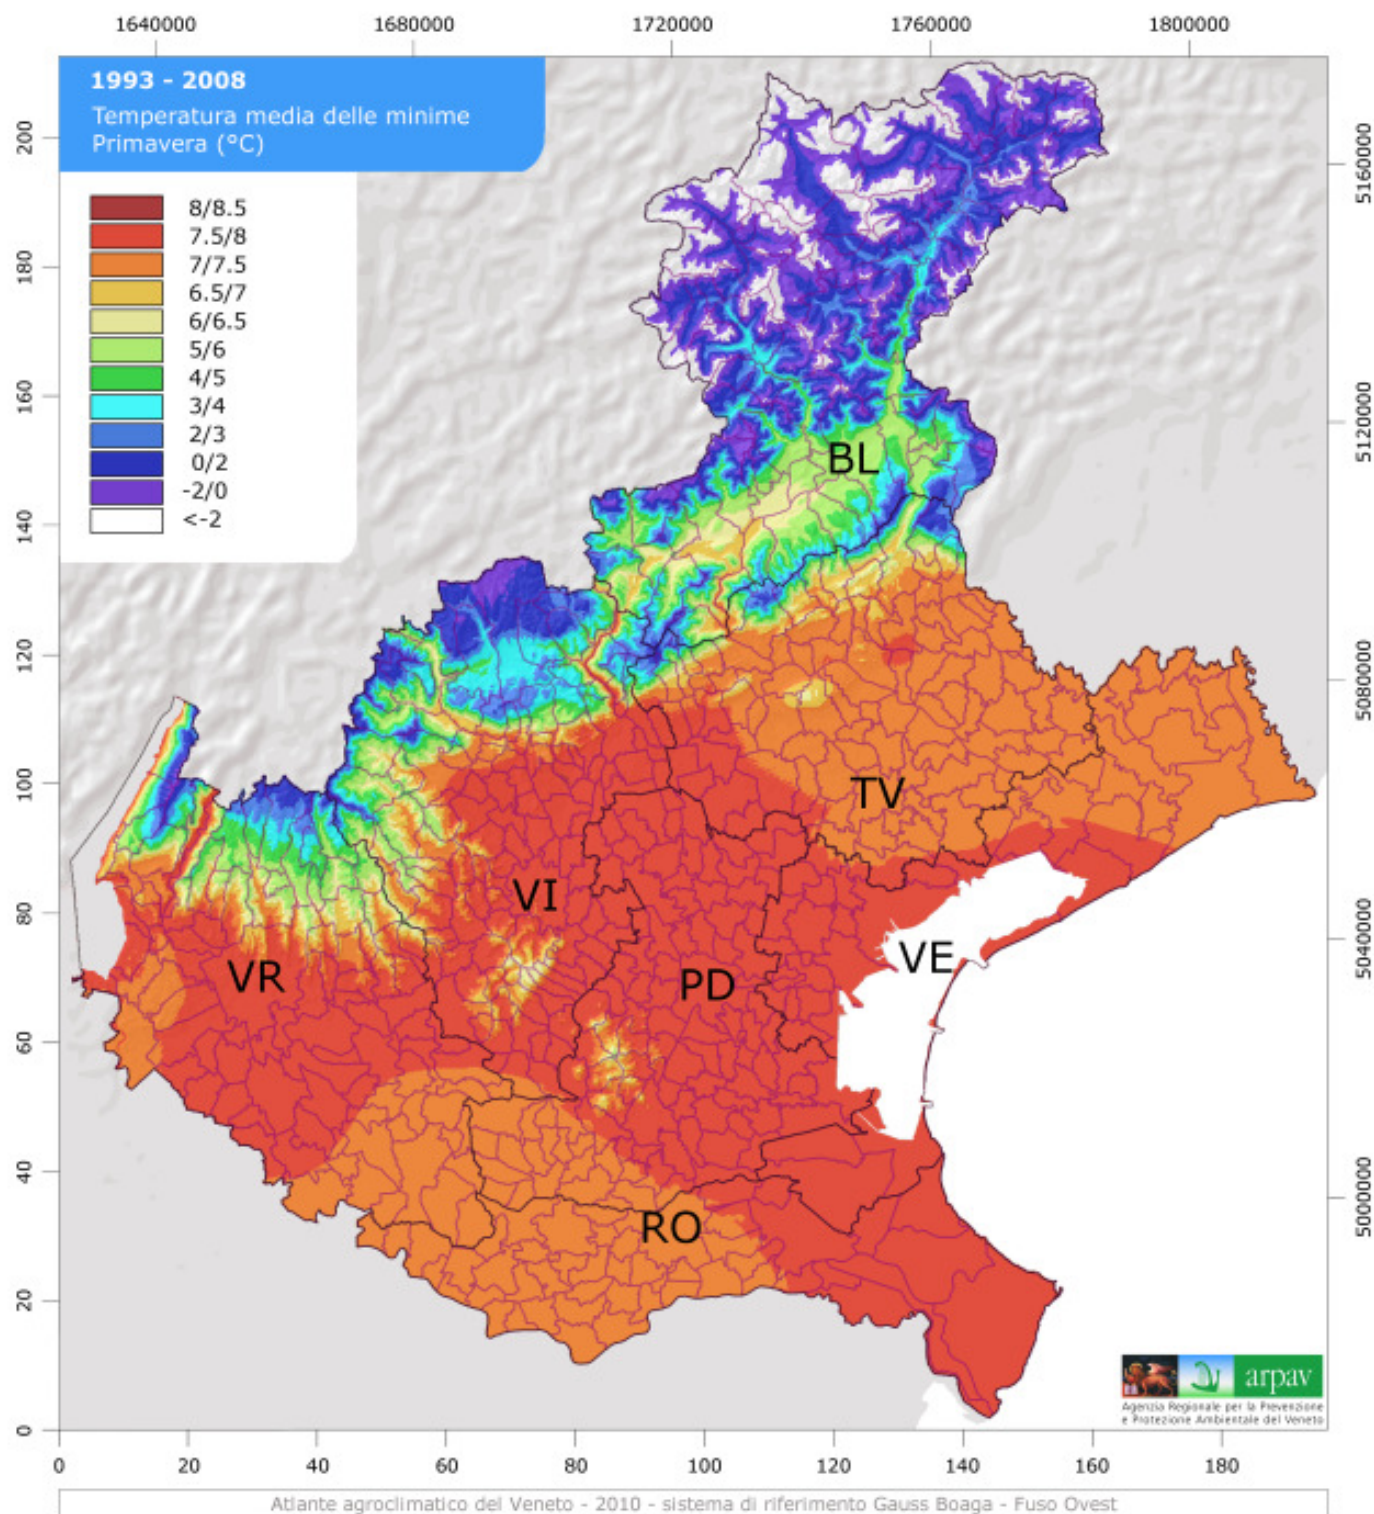 1640000 1680000 1720000 1760000 1800000
1993 - 2008
Temperatura media delle minime
Primavera (°C)
8/8.5
7.5/8
7/7.5
6.5/7
6/6.5
5/6
4/5
3/4
2/3
0/2
-2/0
<-2
200
180
160
140
120
100
80
60
40
20
0
5160000
5120000
5080000
5040000
5000000
BL
TV
VI
VE
VR
PD
RO
arpav
Agenzia Regionale per la Prevenzione
e Protezione Ambientale del Veneto
0 20 40 60 80 100 120 140 160 180
Atlante agroclimatico del Veneto - 2010 - sistema di riferimento Gauss Boaga - Fuso Ovest